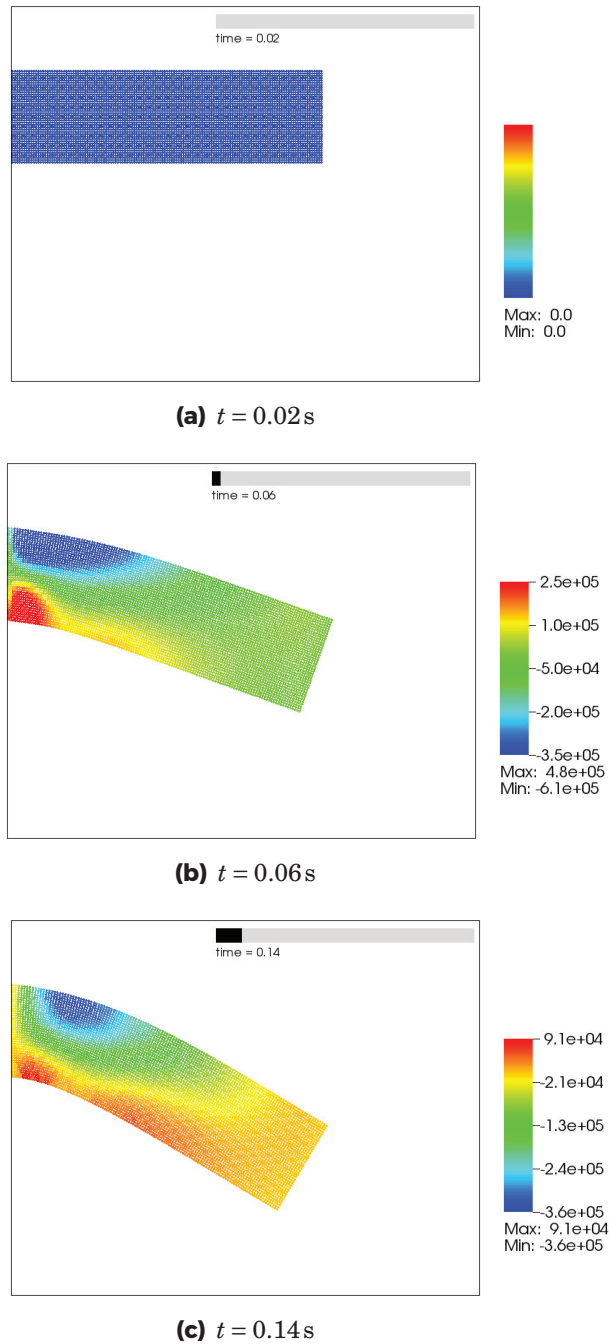 time = 0.02
Max: 0.0
Min: 0.0
(a) t = 0.02 s
time = 0.06
2.5e+05
1.0e+05
-5.0e+04
-2.0e+05
-3.5e+05
Max: 4.8e+05
Min: -6.1e+05
(b) t = 0.06 s
time = 0.14
9.1e+04
-2.1e+04
-1.3e+05
-2.4e+05
-3.6e+05
Max: 9.1e+04
Min: -3.6e+05
(c) t = 0.14 s